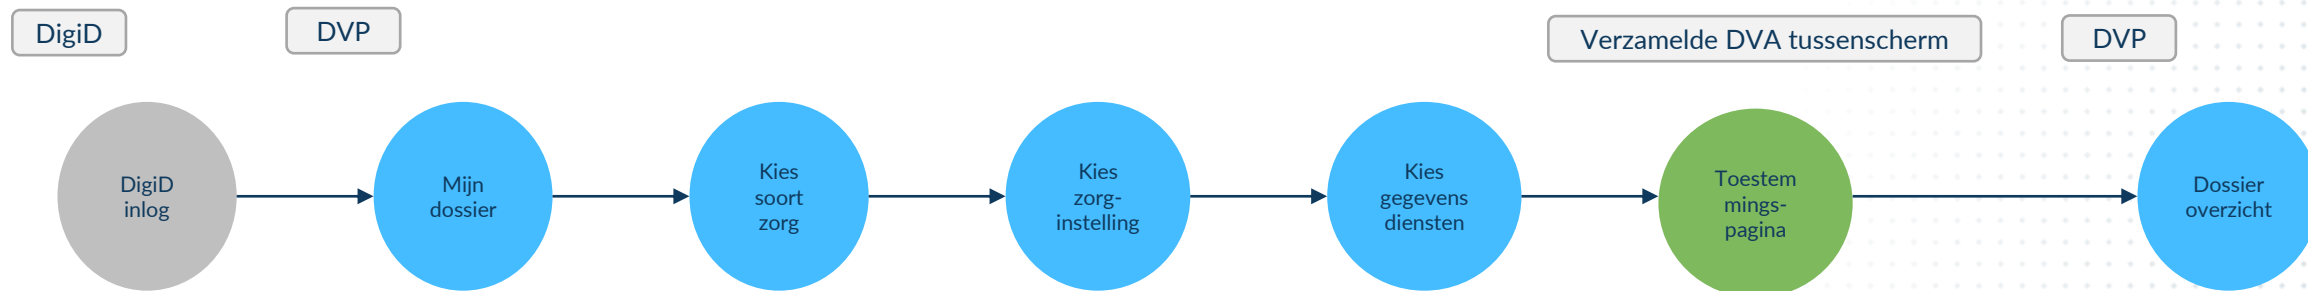 DigiD
DVP
Verzamelde DVA tussenscherm
DVP
DigiD
inlog
Mijn
dossier
Kies
soort
zorg
Kies
zorg-
instelling
Kies
gegevens
diensten
Toestem
mings-
pagina
Dossier
overzicht